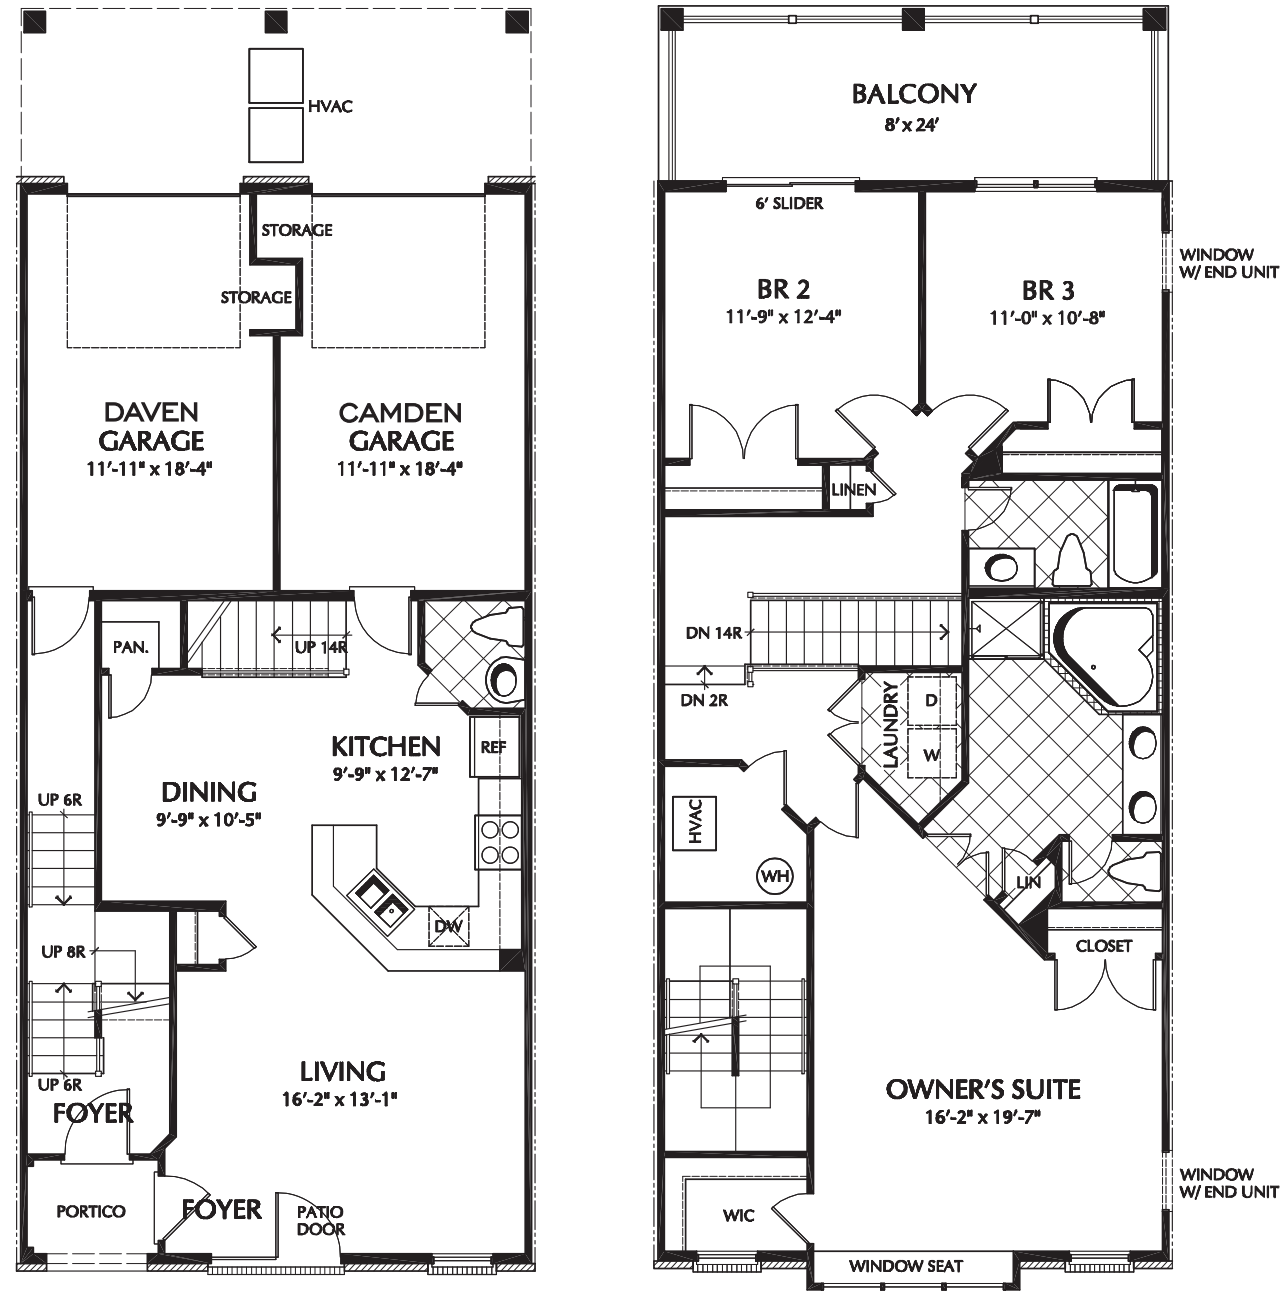 HVAC
STORAGE
STORAGE
DAVEN
GARAGE
11'-11" x 18'-4"
CAMDEN
GARAGE
11'-11" x 18'-4"
PAN.
UP 14R
KITCHEN
9'-9" x 12'-7"
REF
DINING
9'-9" x 10'-5"
UP 6R
DW
UP 8R
LIVING
16'-2" x 13'-1"
UP 6R
FOYER
PORTICO
FOYER
PATIO
DOOR
BALCONY
8' x 24'
6' SLIDER
WINDOW
W/ END UNIT
BR 2
11'-9" x 12'-4"
BR 3
11'-0" x 10'-8"
LINEN
DN 14R
DN 2R
LAUNDRY
D
W
HVAC
WH
LIN
CLOSET
OWNER'S SUITE
16'-2" x 19'-7"
WINDOW
W/ END UNIT
WIC
WINDOW SEAT